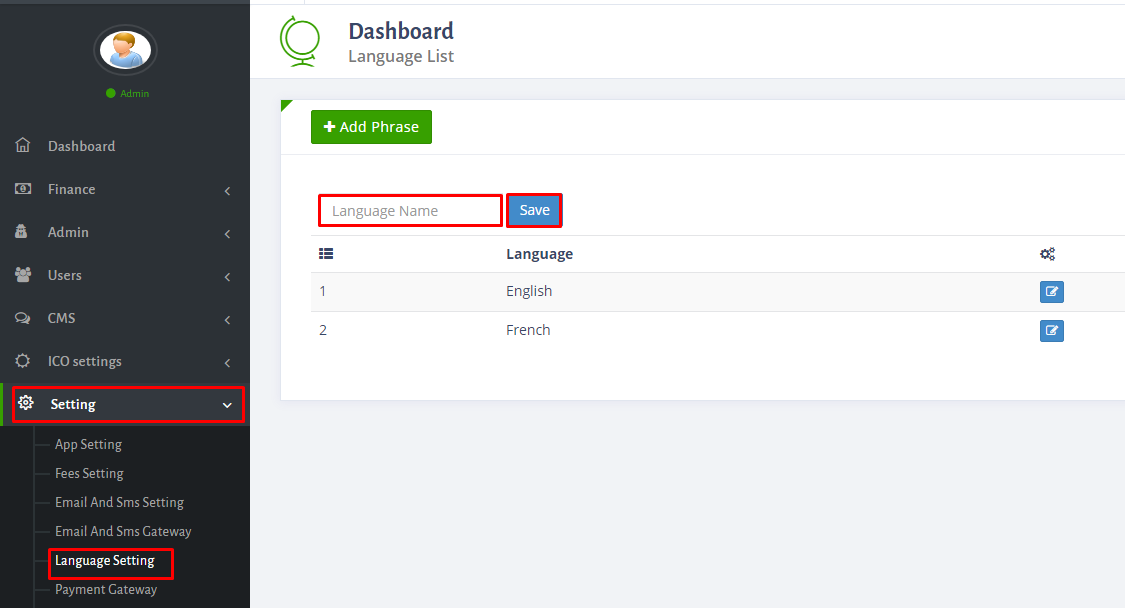 Admin
Dashboard
Finance
Admin
Users
CMS
ICO settings
Setting
App Setting
Fees Setting
Email And Sms Setting
Email And Sms Gateway
Language Setting
Payment Gateway
Dashboard
Language List
Add Phrase
Language Name Save
Language
1 English
2 French